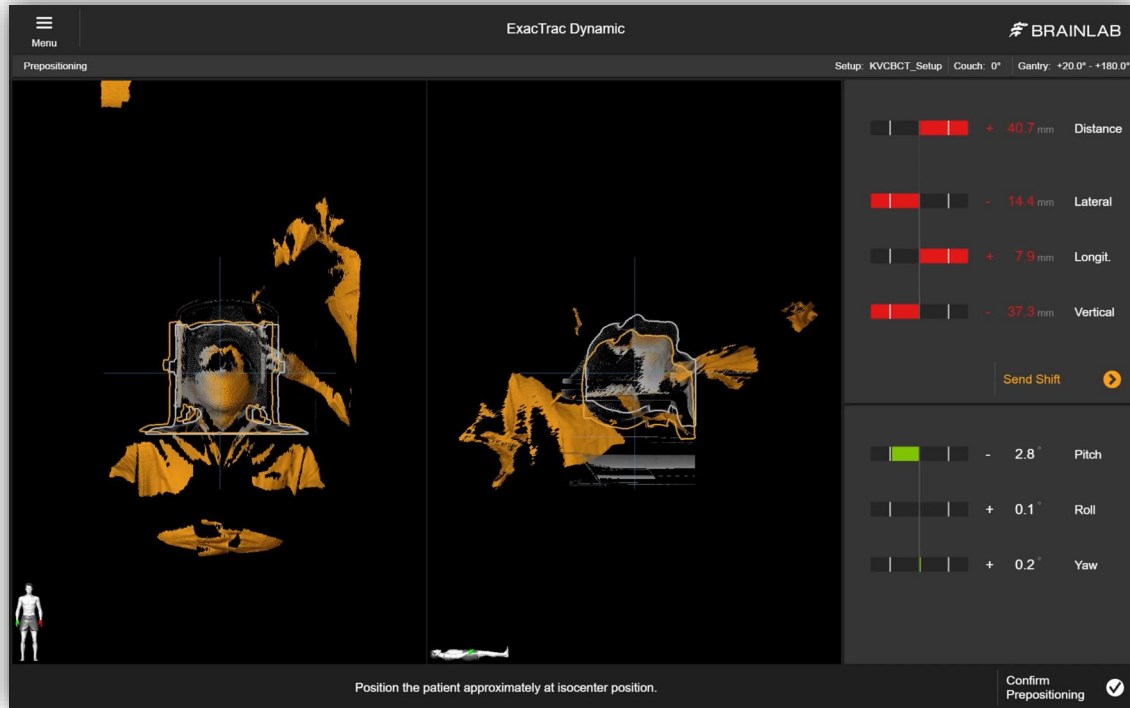 Menu
ExacTrac Dynamic
BRAINLAB
Prepositioning
Setup: KVCBCT_Setup Couch: 0° Gantry: +20.0° - +180.0°
+ 40.7 mm Distance
- 14.4 mm Lateral
+ 7.9 mm Longit.
- 37.3 mm Vertical
Send Shift
- 2.8 ° Pitch
+ 0.1 ° Roll
+ 0.2 ° Yaw
Position the patient approximately at isocenter position.
Confirm
Prepositioning